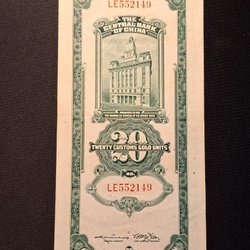 LE552149
THE
CENTRAL BANK
OF CHINA
20
TWENTY CUSTOMS GOLD UNITS
LE552149